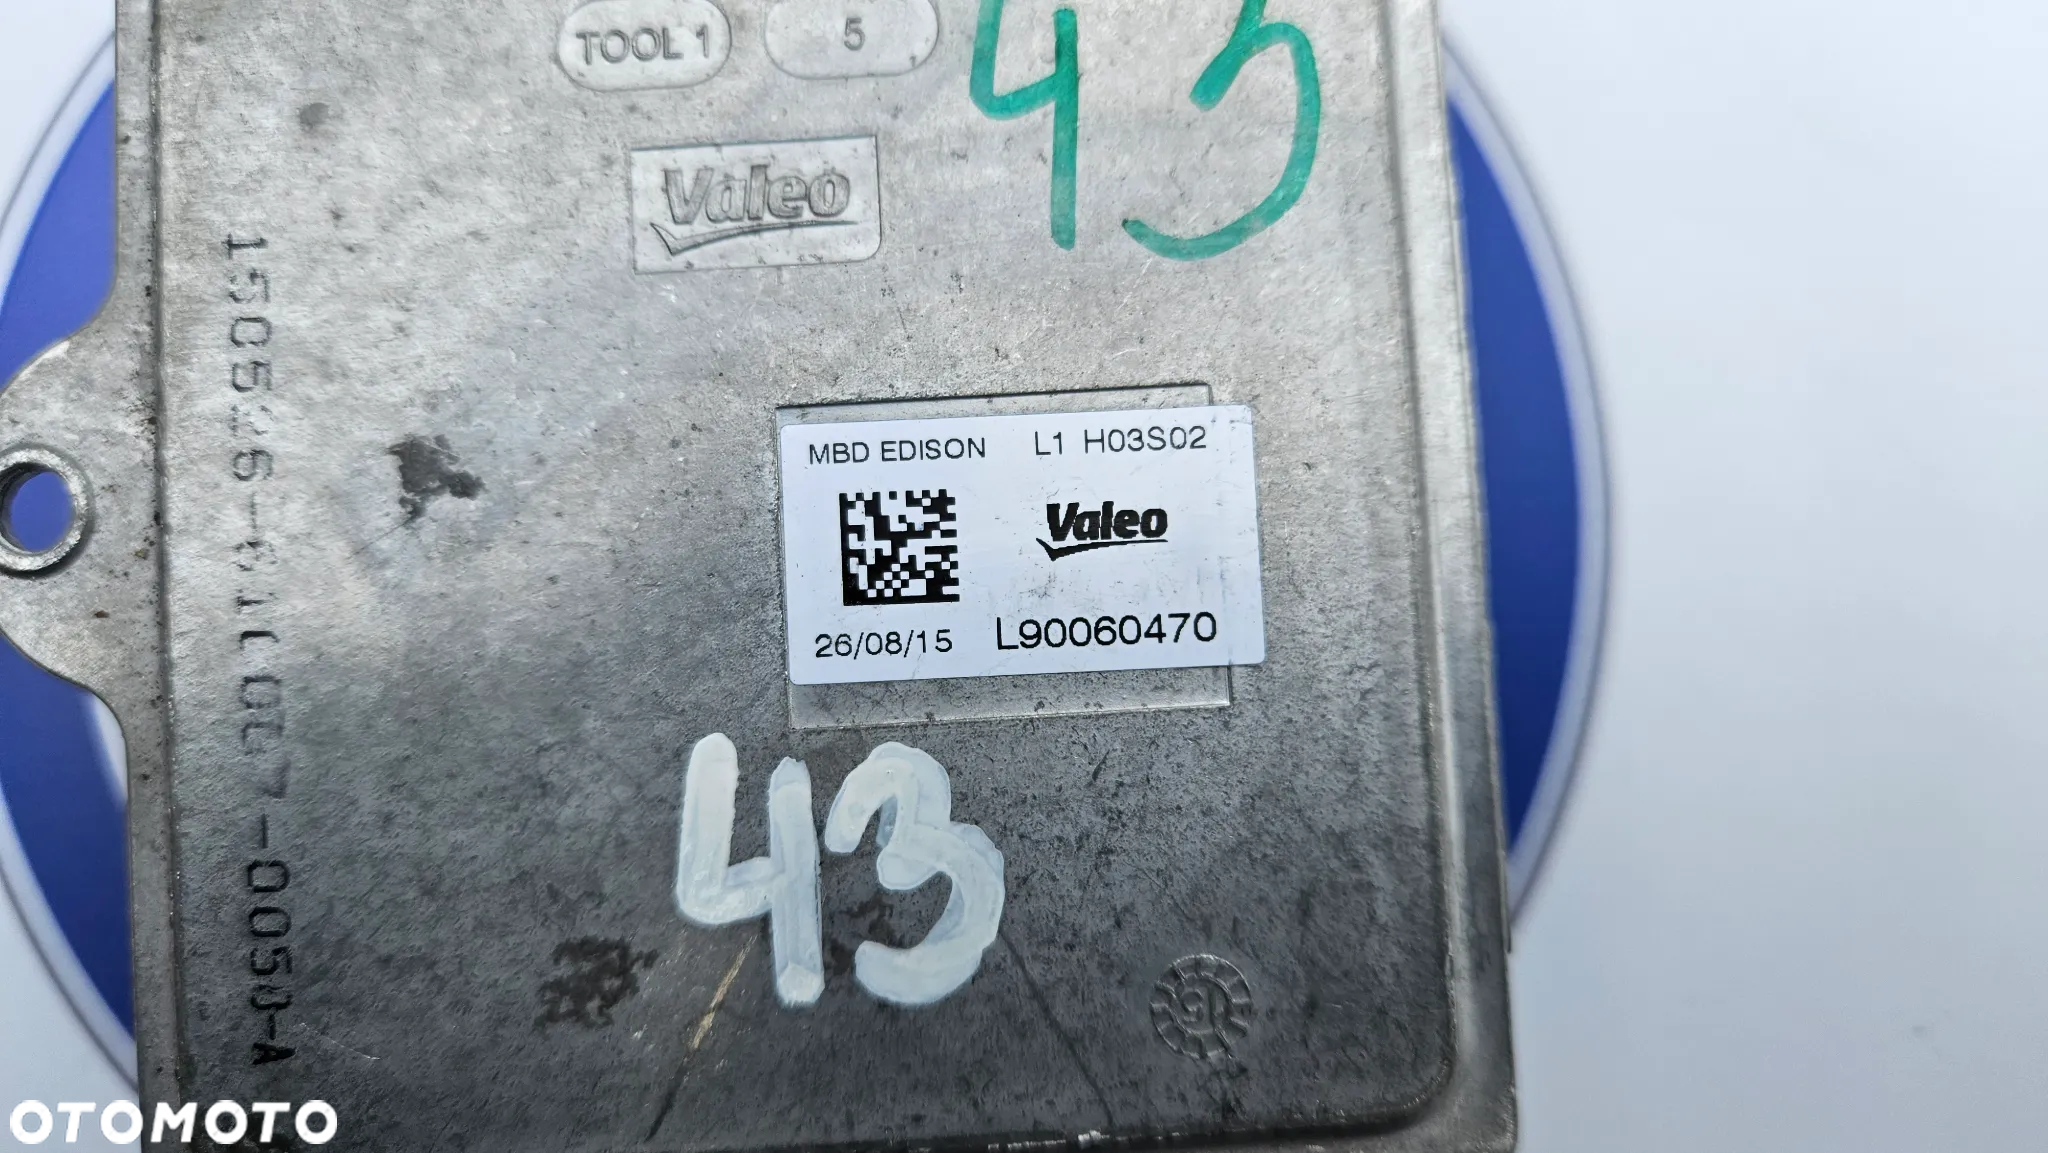 TOOL 1 5
43
Valeo
MBD EDISON L1 H03S02
Valeo
26/08/15 L90060470
43
OTOMOTO